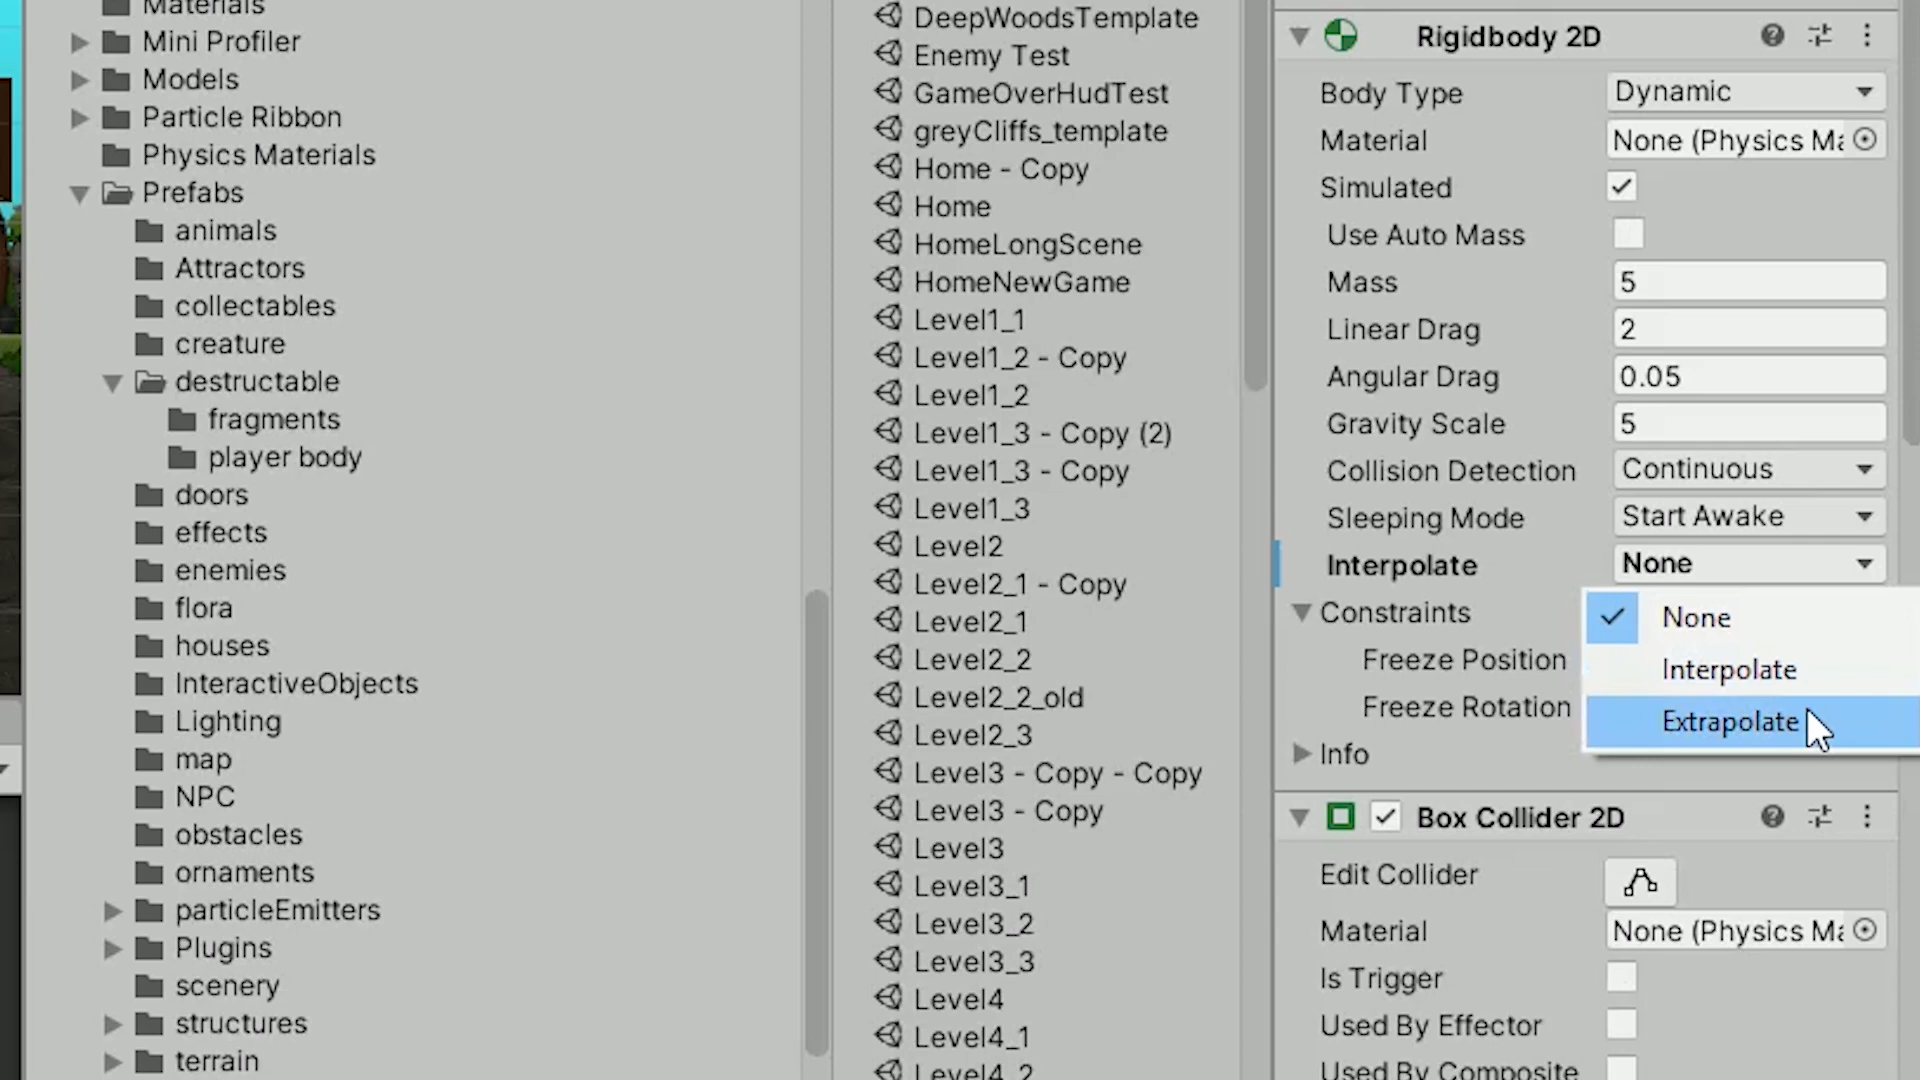 Materials
Mini Profiler
Models
Particle Ribbon
Physics Materials
Prefabs
animals
Attractors
collectables
creature
destructable
fragments
player body
doors
effects
enemies
flora
houses
InteractiveObjects
Lighting
map
NPC
obstacles
ornaments
particleEmitters
Plugins
scenery
structures
terrain
DeepWoodsTemplate
Enemy Test
GameOverHudTest
greyCliffs_template
Home - Copy
Home
HomeLongScene
HomeNewGame
Level1_1
Level1_2 - Copy
Level1_2
Level1_3 - Copy (2)
Level1_3 - Copy
Level1_3
Level2
Level2_1 - Copy
Level2_1
Level2_2
Level2_2_old
Level2_3
Level3 - Copy - Copy
Level3 - Copy
Level3
Level3_1
Level3_2
Level3_3
Level4
Level4_1
Level4_2
Rigidbody 2D
Body Type Dynamic
Material None (Physics Ma
Simulated
Use Auto Mass
Mass 5
Linear Drag 2
Angular Drag 0.05
Gravity Scale 5
Collision Detection Continuous
Sleeping Mode Start Awake
Interpolate None
Constraints
None
Interpolate
Extrapolate
Freeze Position
Freeze Rotation
Info
Box Collider 2D
Edit Collider
Material None (Physics Ma
Is Trigger
Used By Effector
Used By Composite